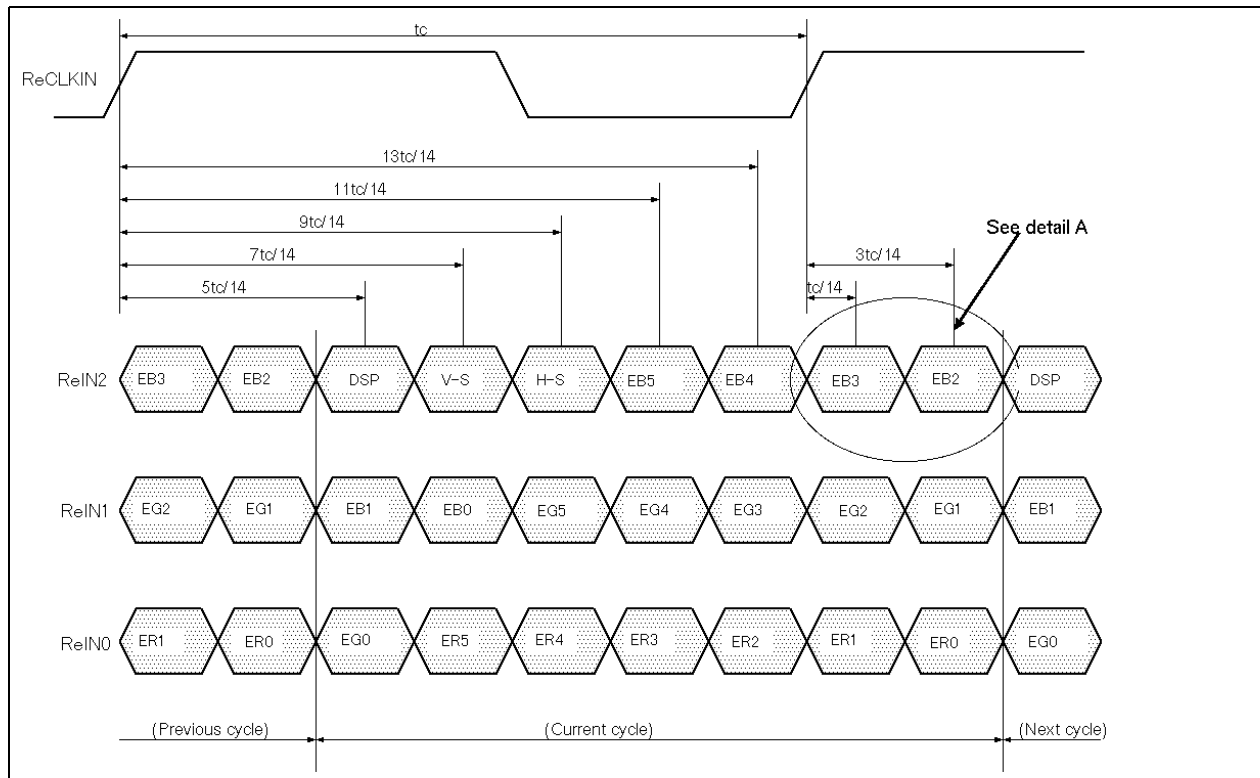 tc
ReCLKIN
13tc/14
11tc/14
9tc/14
7tc/14
5tc/14
See detail A
3tc/14
tc/14
ReIN2 EB3 EB2 DSP V-S H-S EB5 EB4 EB3 EB2 DSP
ReIN1 EG2 EG1 EB1 EB0 EG5 EG4 EG3 EG2 EG1 EB1
ReIN0 ER1 ER0 EG0 ER5 ER4 ER3 ER2 ER1 ER0 EG0
(Previous cycle) (Current cycle) (Next cycle)